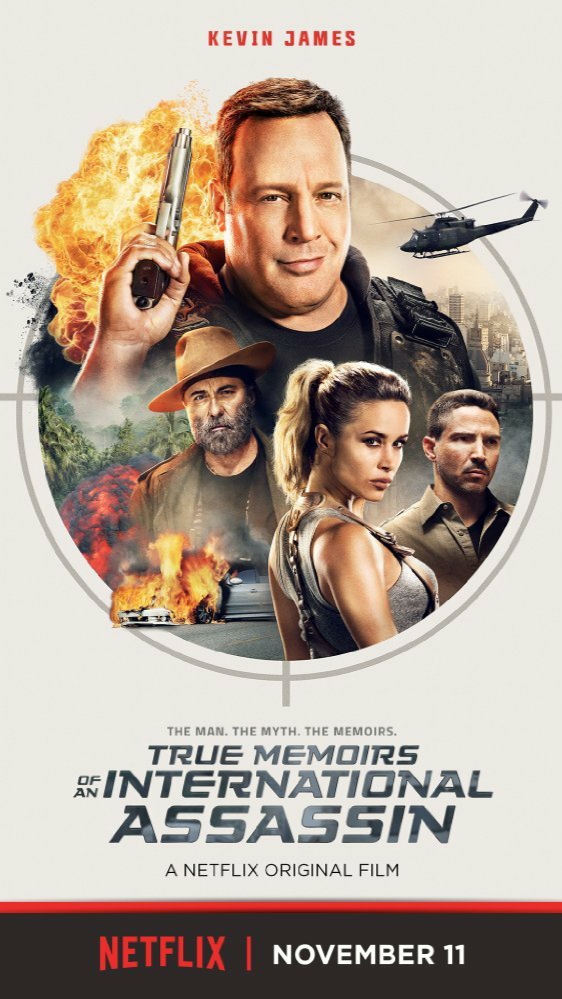 KEVIN JAMES
THE MAN. THE MYTH. THE MEMOIRS.
TRUE MEMOIRS
OF AN INTERNATIONAL
ASSASSIN
A NETFLIX ORIGINAL FILM
NETFLIX | NOVEMBER 11